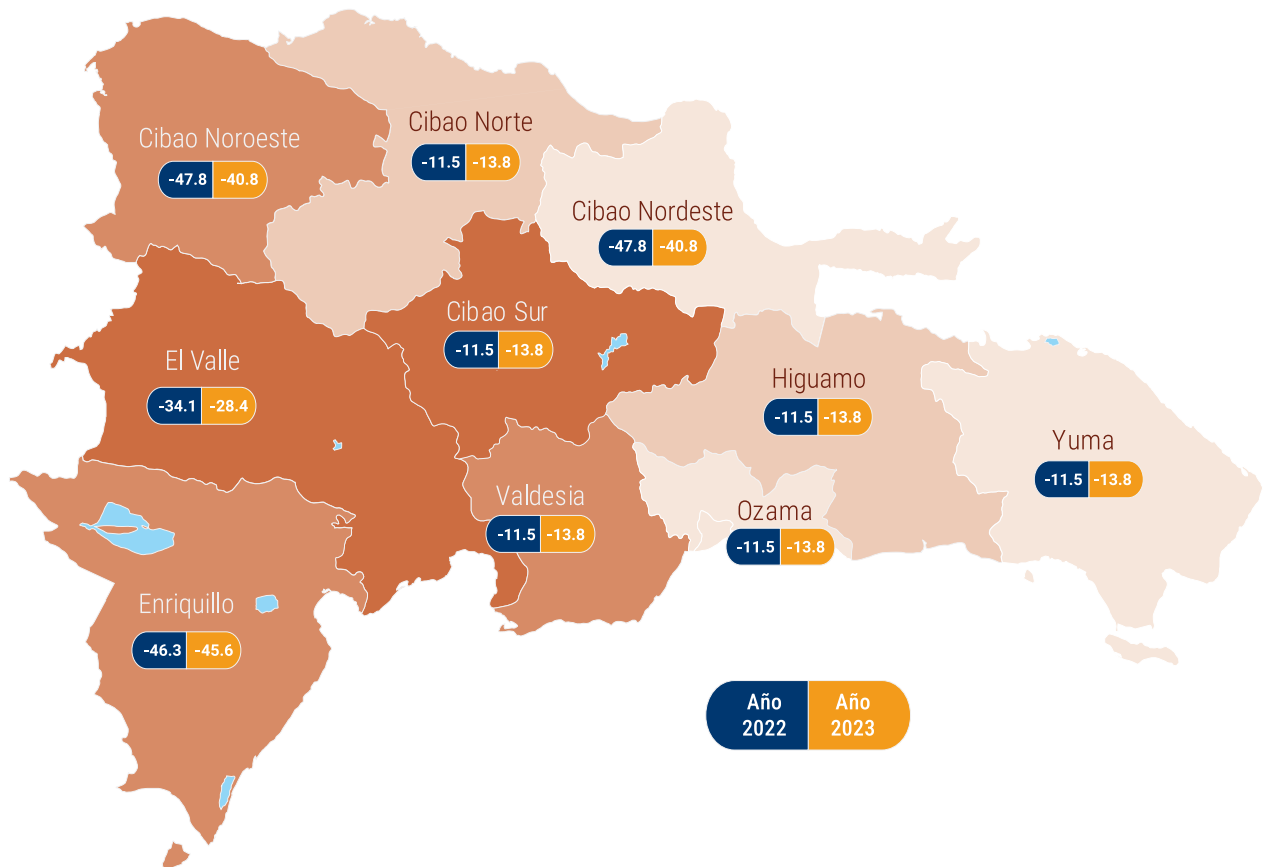 Cibao Norte
-11.5 -13.8
Cibao Noroeste
-47.8 -40.8
Cibao Nordeste
-47.8 -40.8
Cibao Sur
-11.5 -13.8
El Valle
-34.1 -28.4
Higuamo
-11.5 -13.8
Yuma
-11.5 -13.8
Valdesia
-11.5 -13.8
Ozama
-11.5 -13.8
Enriquillo
-46.3 -45.6
Año
2022
Año
2023